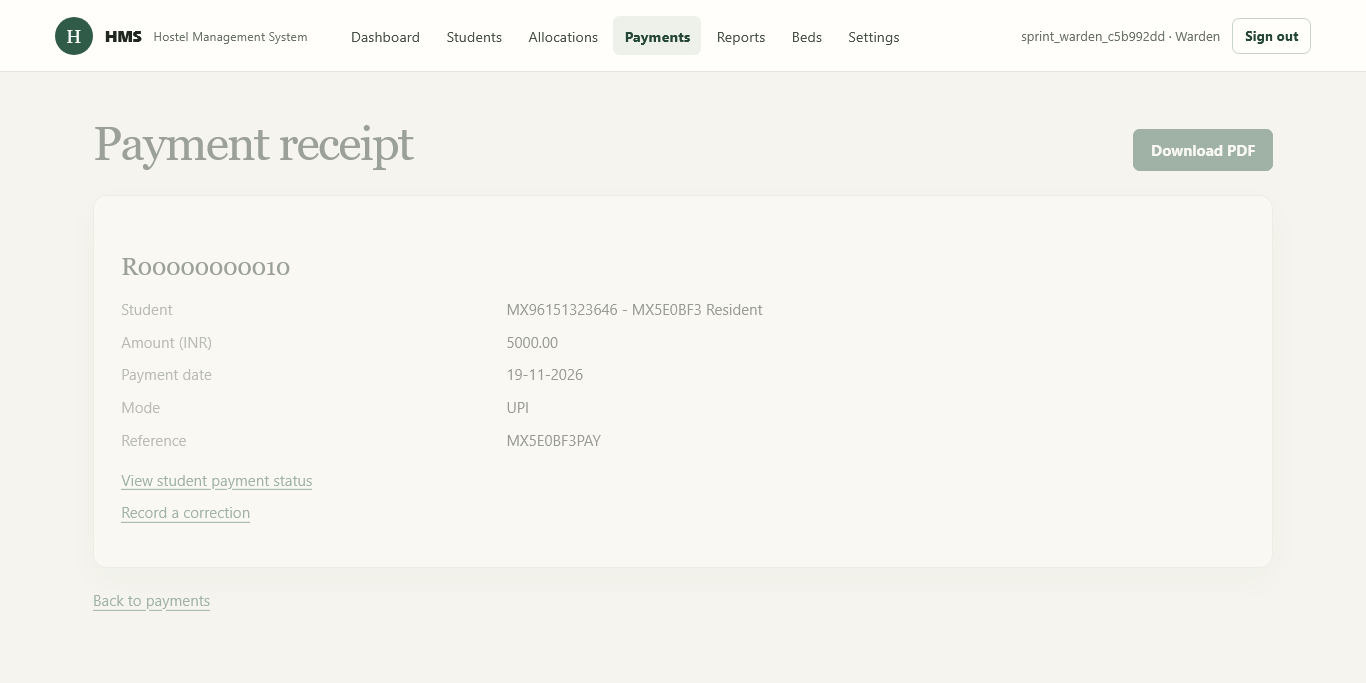 H HMS Hostel Management System Dashboard Students Allocations Payments Reports Beds Settings sprint_warden_c5b992dd · Warden Sign out
Payment receipt
Download PDF
R00000000010
Student MX96151323646 - MX5E0BF3 Resident
Amount (INR) 5000.00
Payment date 19-11-2026
Mode UPI
Reference MX5E0BF3PAY
View student payment status
Record a correction
Back to payments